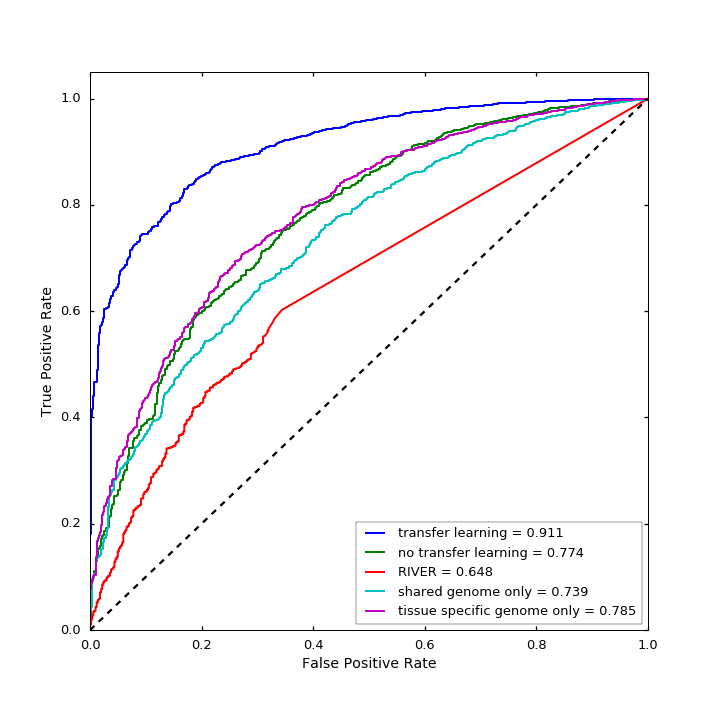 1.0
0.8
0.6
0.4
0.2
0.0
True Positive Rate
transfer learning = 0.911
no transfer learning = 0.774
RIVER = 0.648
shared genome only = 0.739
tissue specific genome only = 0.785
0.0 0.2 0.4 0.6 0.8 1.0
False Positive Rate